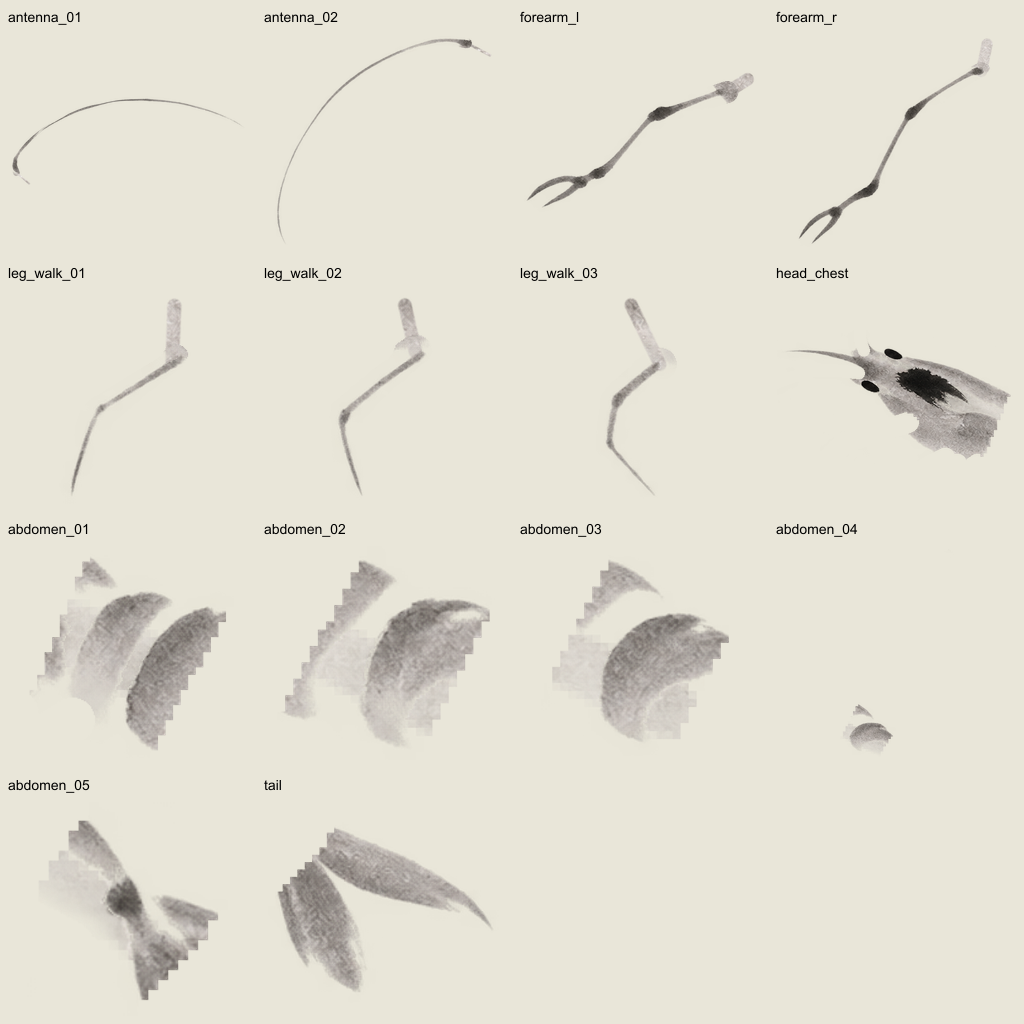 antenna_01
antenna_02
forearm_l
forearm_r
leg_walk_01
leg_walk_02
leg_walk_03
head_chest
abdomen_01
abdomen_02
abdomen_03
abdomen_04
abdomen_05
tail